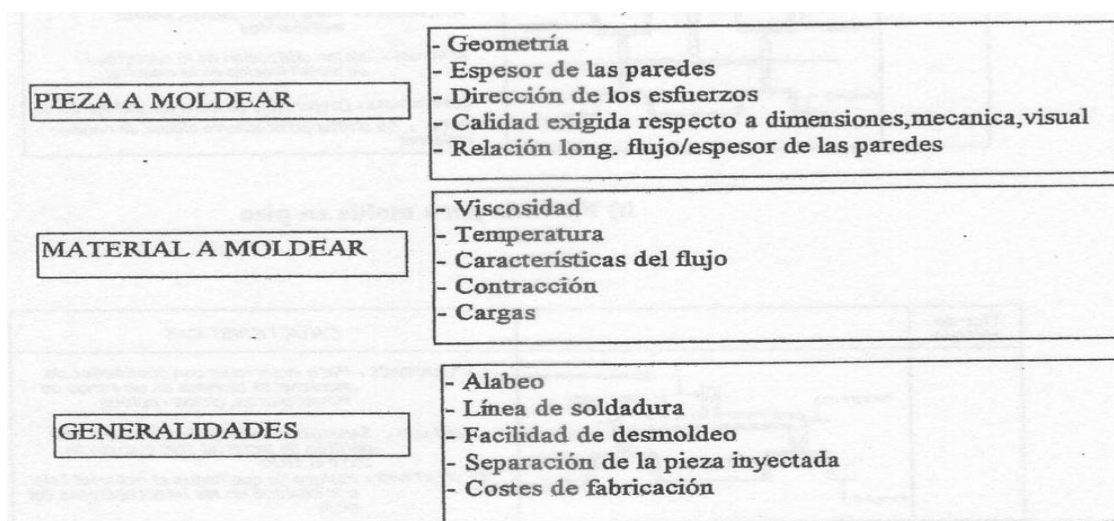 - Geometría
- Espesor de las paredes
PIEZA A MOLDEAR
- Dirección de los esfuerzos
- Calidad exigida respecto a dimensiones,mecanica,visual
- Relación long. flujo/espesor de las paredes
- Viscosidad
- Temperatura
MATERIAL A MOLDEAR
- Características del flujo
- Contracción
- Cargas
- Alabeo
- Línea de soldadura
GENERALIDADES
- Facilidad de desmoldeo
- Separación de la pieza inyectada
- Costes de fabricación